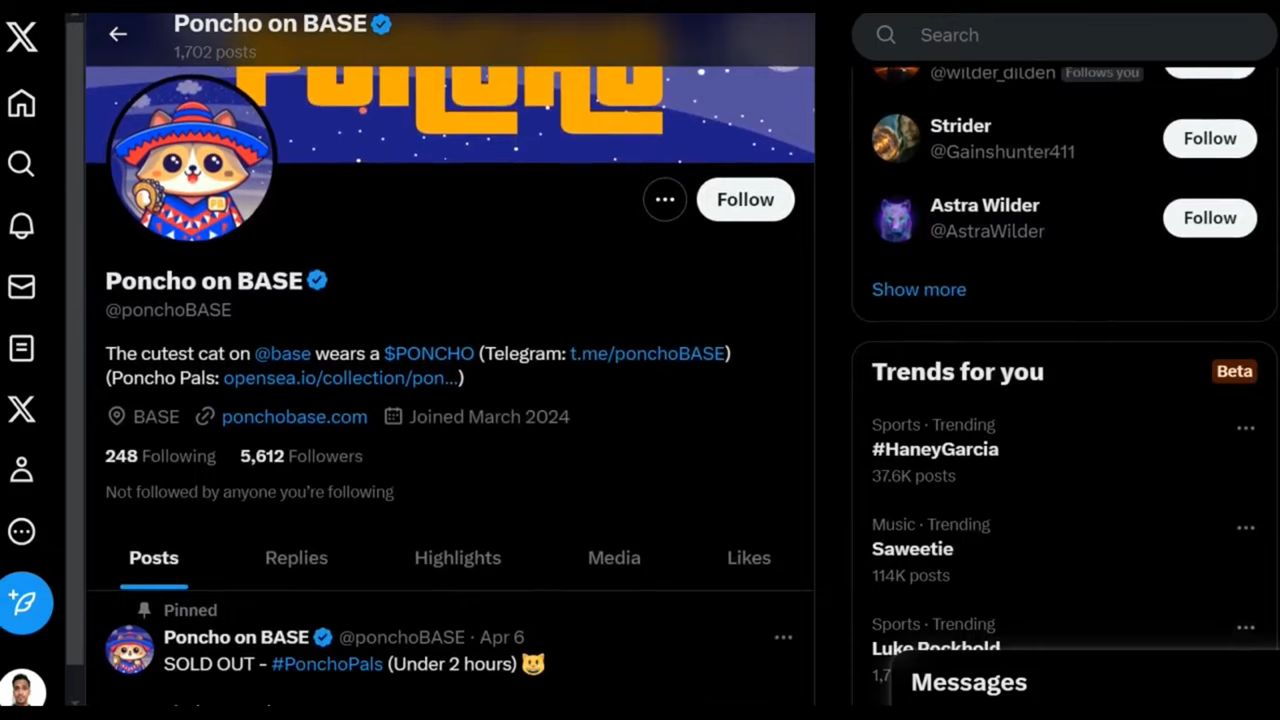 Poncho on BASE
1,702 posts
PONCHO
Follow
Poncho on BASE
@ponchoBASE
The cutest cat on @base wears a $PONCHO (Telegram: t.me/ponchoBASE)
(Poncho Pals: opensea.io/collection/pon...)
BASE ponchobase.com Joined March 2024
248 Following 5,612 Followers
Not followed by anyone you're following
Posts Replies Highlights Media Likes
Pinned
Poncho on BASE @ponchoBASE · Apr 6
SOLD OUT - #PonchoPals (Under 2 hours)
Search
@wilder_dilden Follows you
Strider
@Gainshunter411
Follow
Astra Wilder
@AstraWilder
Follow
Show more
Trends for you Beta
Sports · Trending
#HaneyGarcia
37.6K posts
Music · Trending
Saweetie
114K posts
Sports · Trending
Luke Rockhold
Messages